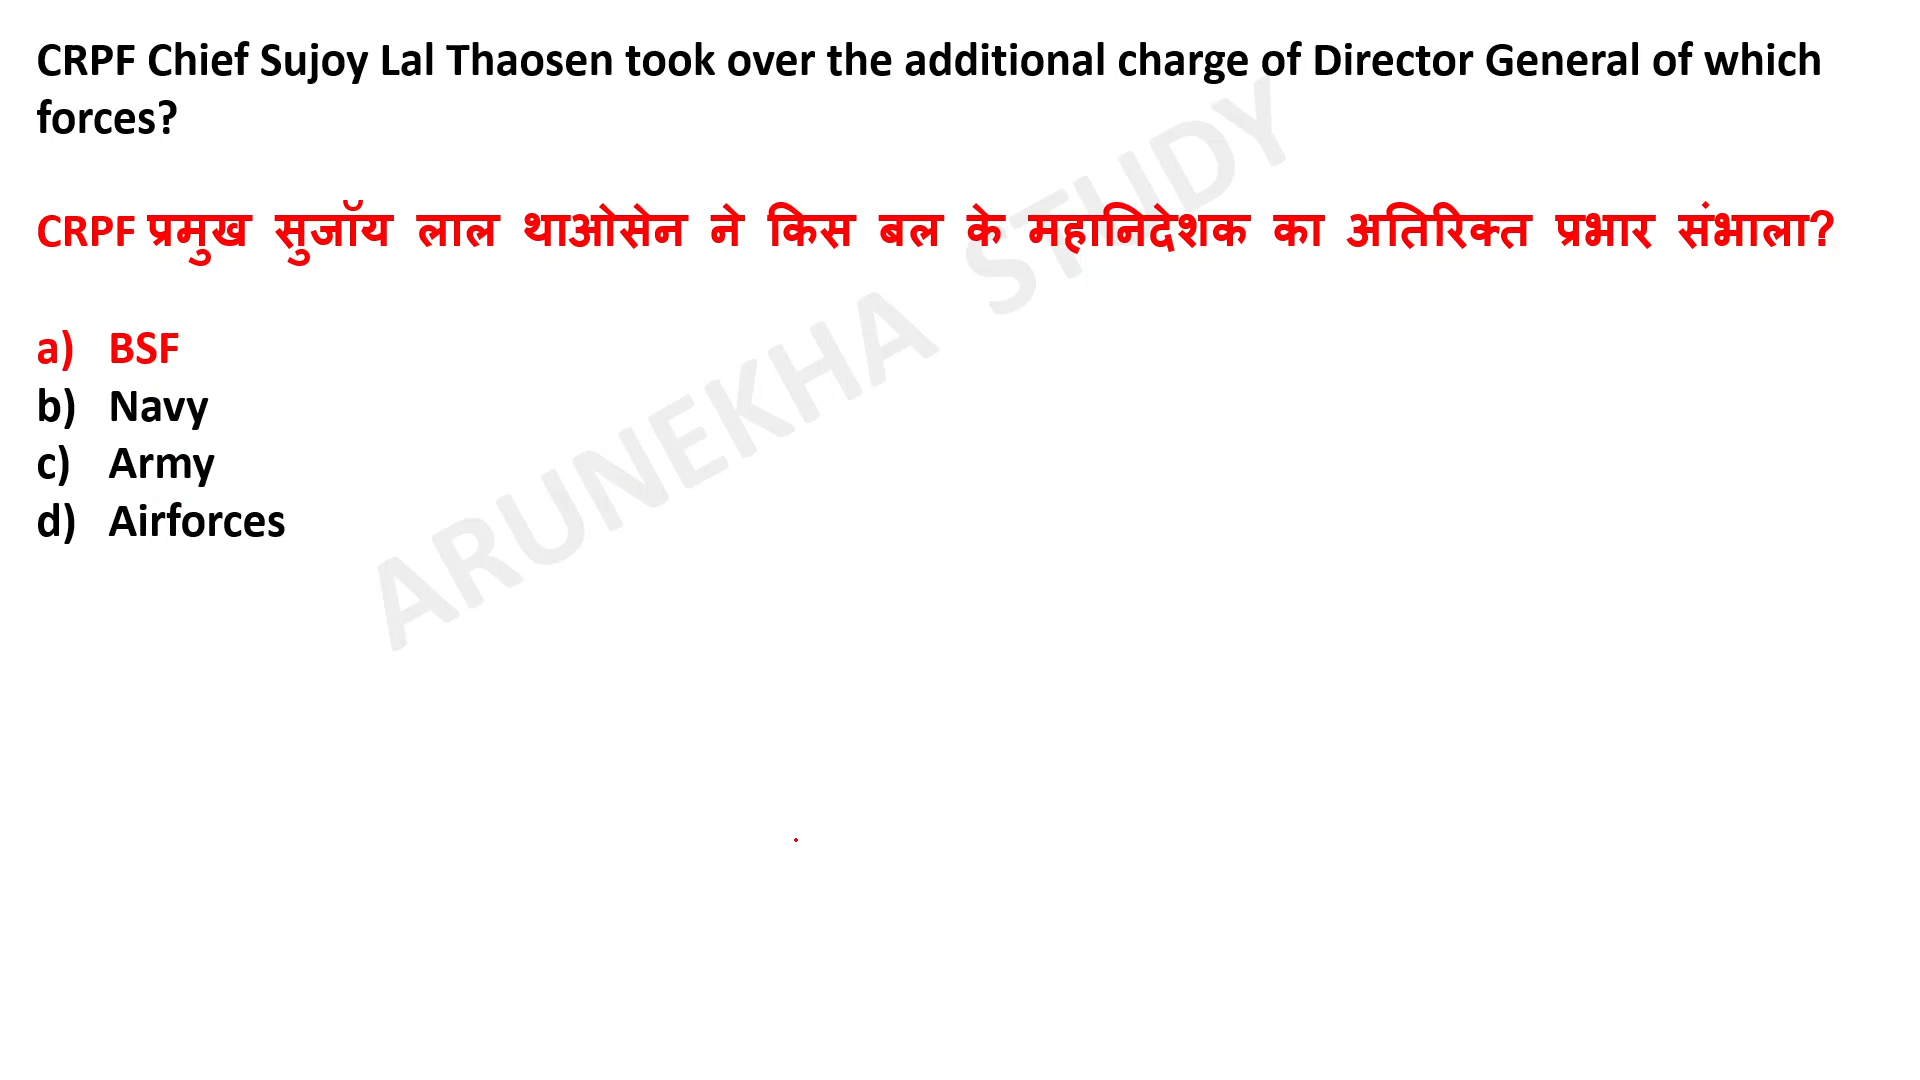 CRPF Chief Sujoy Lal Thaosen took over the additional charge of Director General of which
forces?
CRPF प्रमुख सुजॉय लाल थाओसेन ने किस बल के महानिदेशक का अतिरिक्त प्रभार संभाला?
a) BSF
b) Navy
c) Army
d) Airforces
ARUNEKHA STUDY